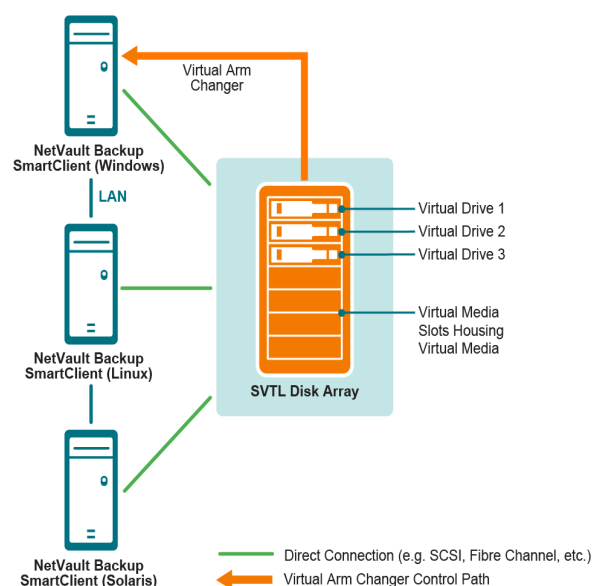 Virtual Arm
Changer
NetVault Backup
SmartClient (Windows)
LAN
Virtual Drive 1
Virtual Drive 2
Virtual Drive 3
Virtual Media
Slots Housing
Virtual Media
NetVault Backup
SmartClient (Linux)
SVTL Disk Array
NetVault Backup
SmartClient (Solaris)
Direct Connection (e.g. SCSI, Fibre Channel, etc.)
Virtual Arm Changer Control Path